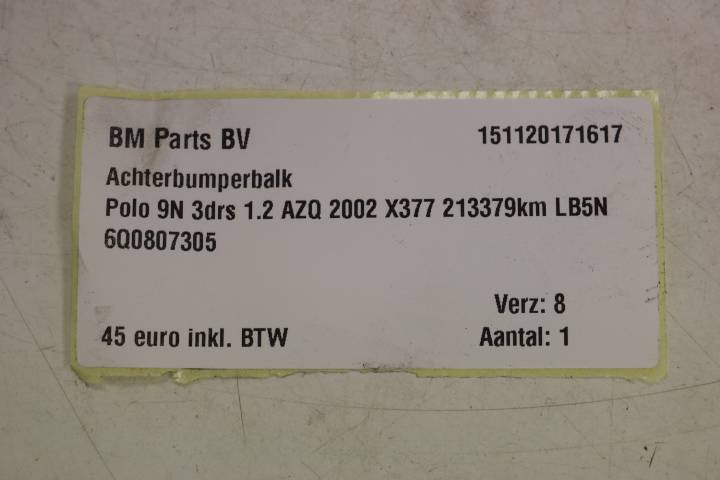 BM Parts BV 151120171617
Achterbumperbalk
Polo 9N 3drs 1.2 AZQ 2002 X377 213379km LB5N
6Q0807305
Verz: 8
45 euro inkl. BTW Aantal: 1